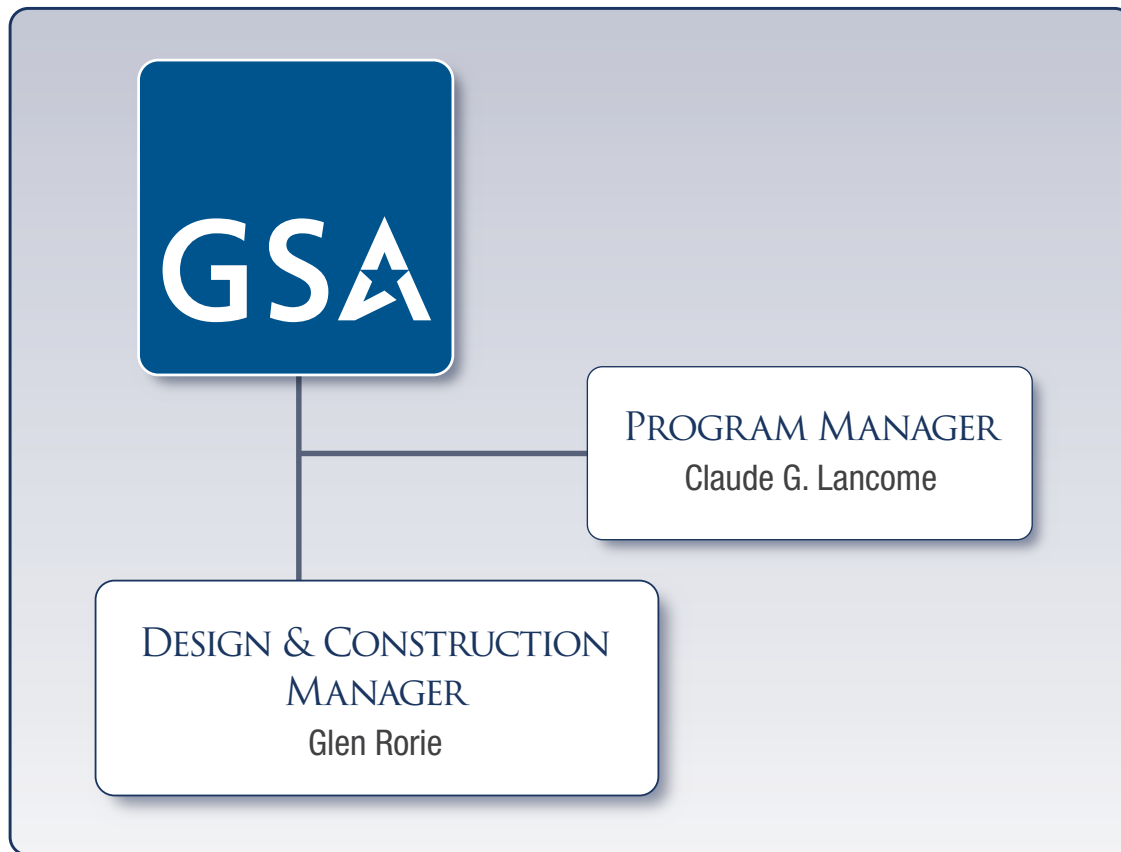 GSA
Program Manager
Claude G. Lancome
Design & Construction
Manager
Glen Rorie